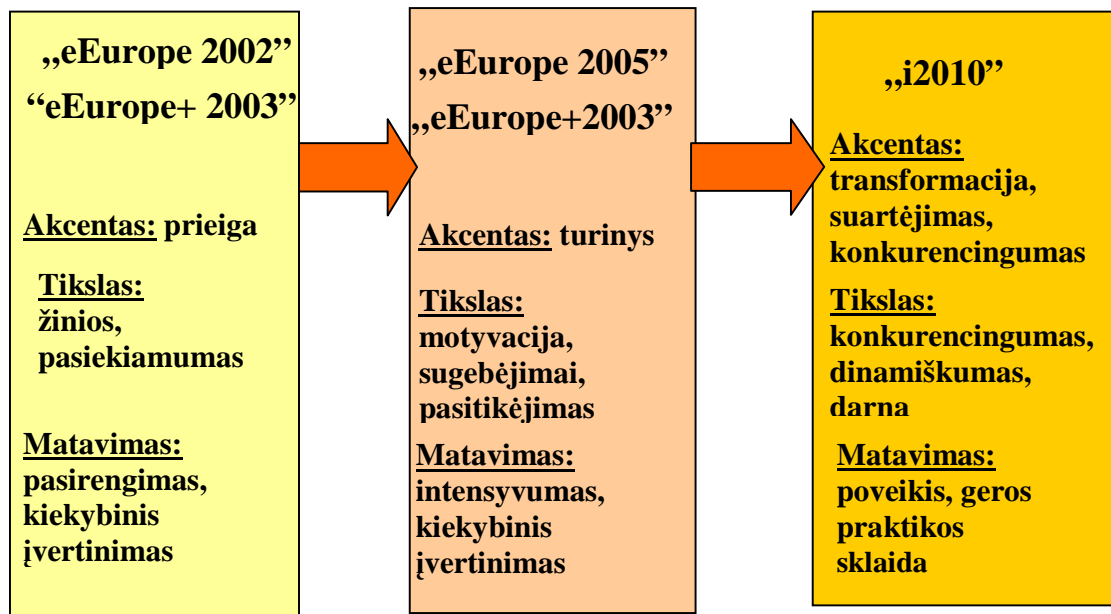 „eEurope 2002”
“eEurope+ 2003”
Akcentas: prieiga
Tikslas:
žinios,
pasiekiamumas
Matavimas:
pasirengimas,
kiekybinis
įvertinimas
„eEurope 2005”
„eEurope+2003”
Akcentas: turinys
Tikslas:
motyvacija,
sugebėjimai,
pasitikėjimas
Matavimas:
intensyvumas,
kiekybinis
įvertinimas
„i2010”
Akcentas:
transformacija,
suartėjimas,
konkurencingumas
Tikslas:
konkurencingumas,
dinamiškumas,
darna
Matavimas:
poveikis, geros
praktikos
sklaida